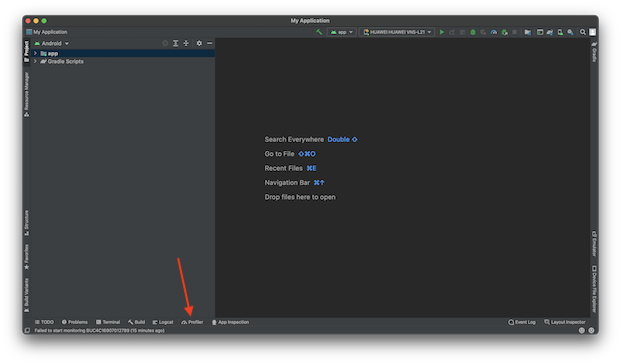 My Application
My Application
app
HUAWEI HUAWEI VNS-L21
Project
Android
app
Gradle Scripts
Resource Manager
Gradle
Search Everywhere Double ⇧
Go to File ⇧⌘O
Recent Files ⌘E
Navigation Bar ⌘↑
Drop files here to open
Structure
Favorites
Build Variants
Emulator
Device File Explorer
TODO
Problems
Terminal
Build
Logcat
Profiler
App Inspection
Event Log
Layout Inspector
Failed to start monitoring BUC4C16907013789 (15 minutes ago)